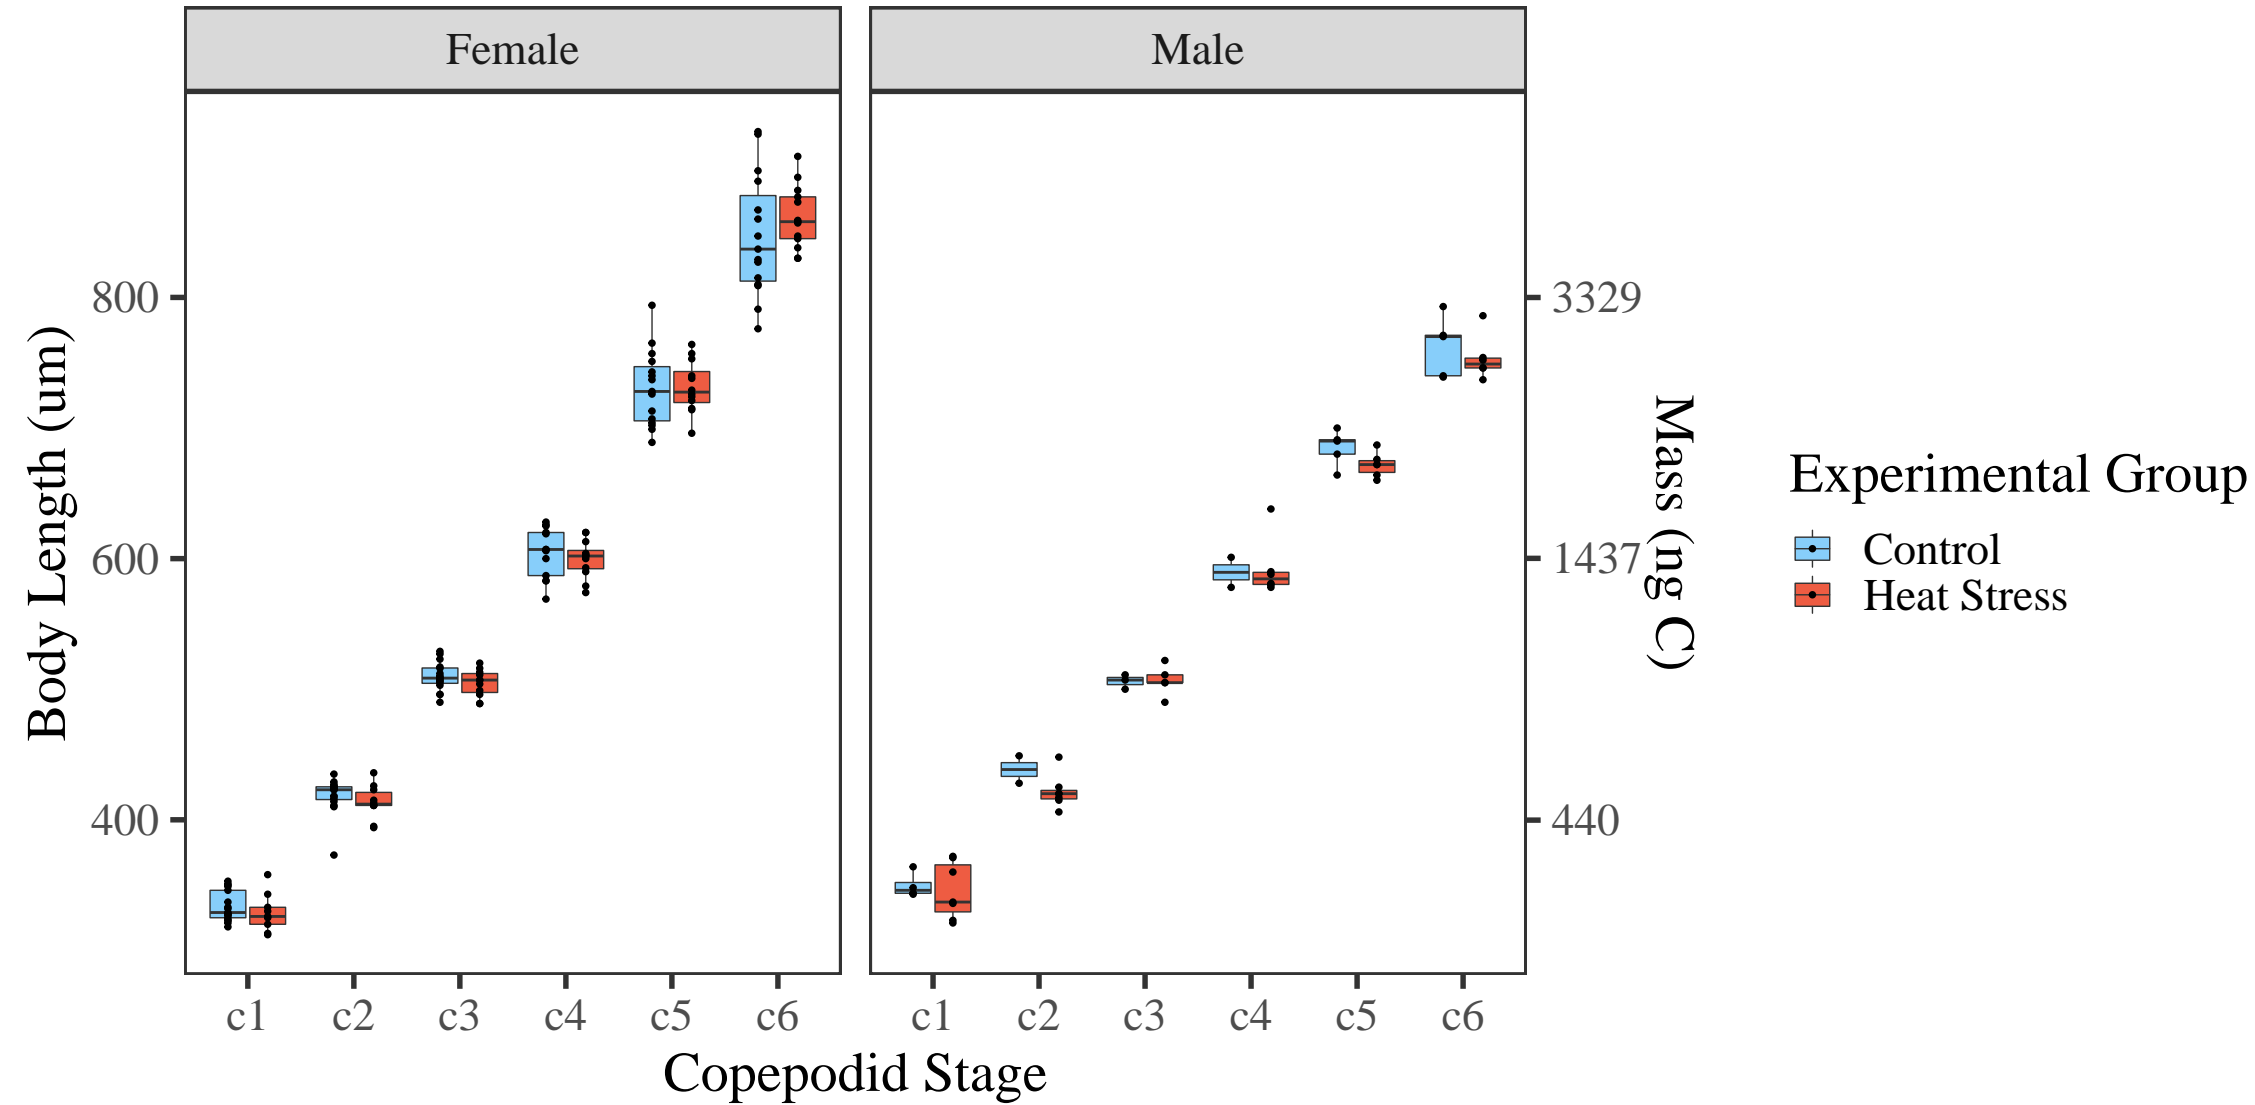 Female
Male
Body Length (um)
800
600
400
3329
1437
440
Mass (ng C)
c1 c2 c3 c4 c5 c6
c1 c2 c3 c4 c5 c6
Copepodid Stage
Experimental Group
Control
Heat Stress